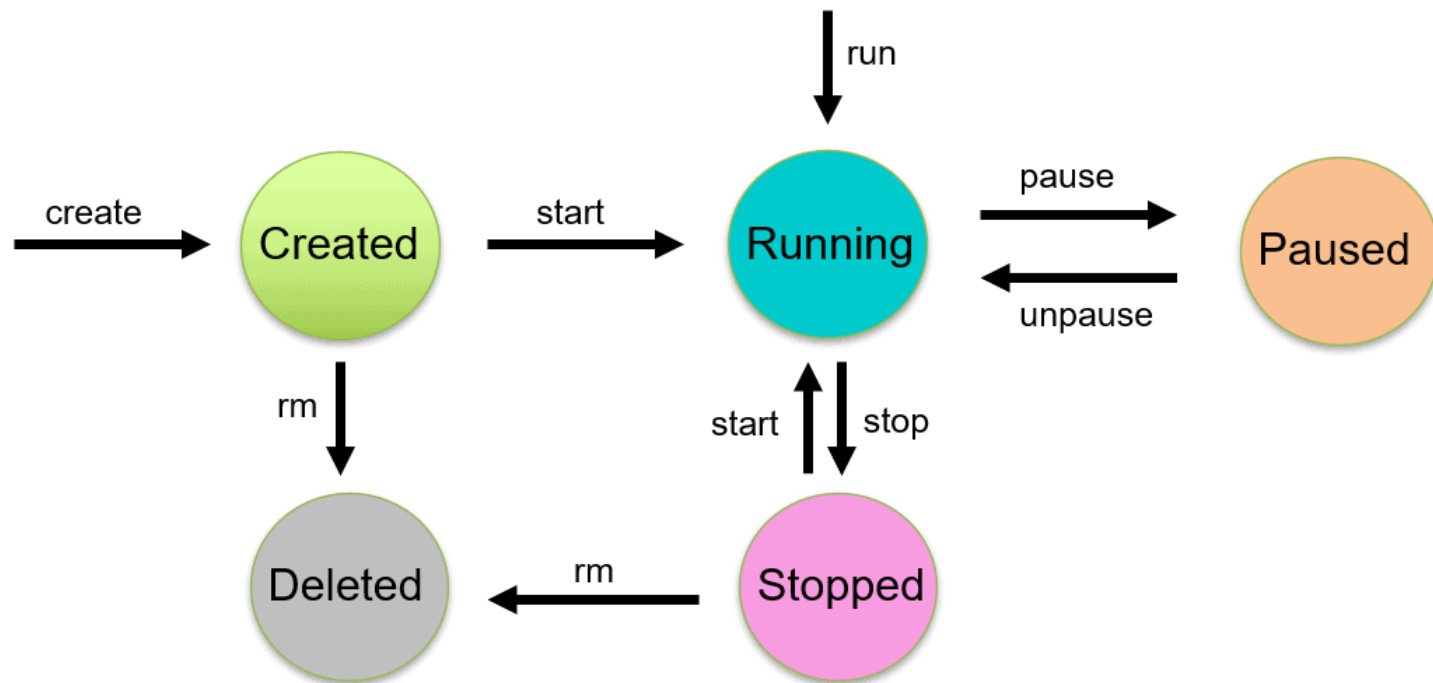 run
create
Created
start
Running
pause
unpause
Paused
rm
start
stop
Deleted
rm
Stopped